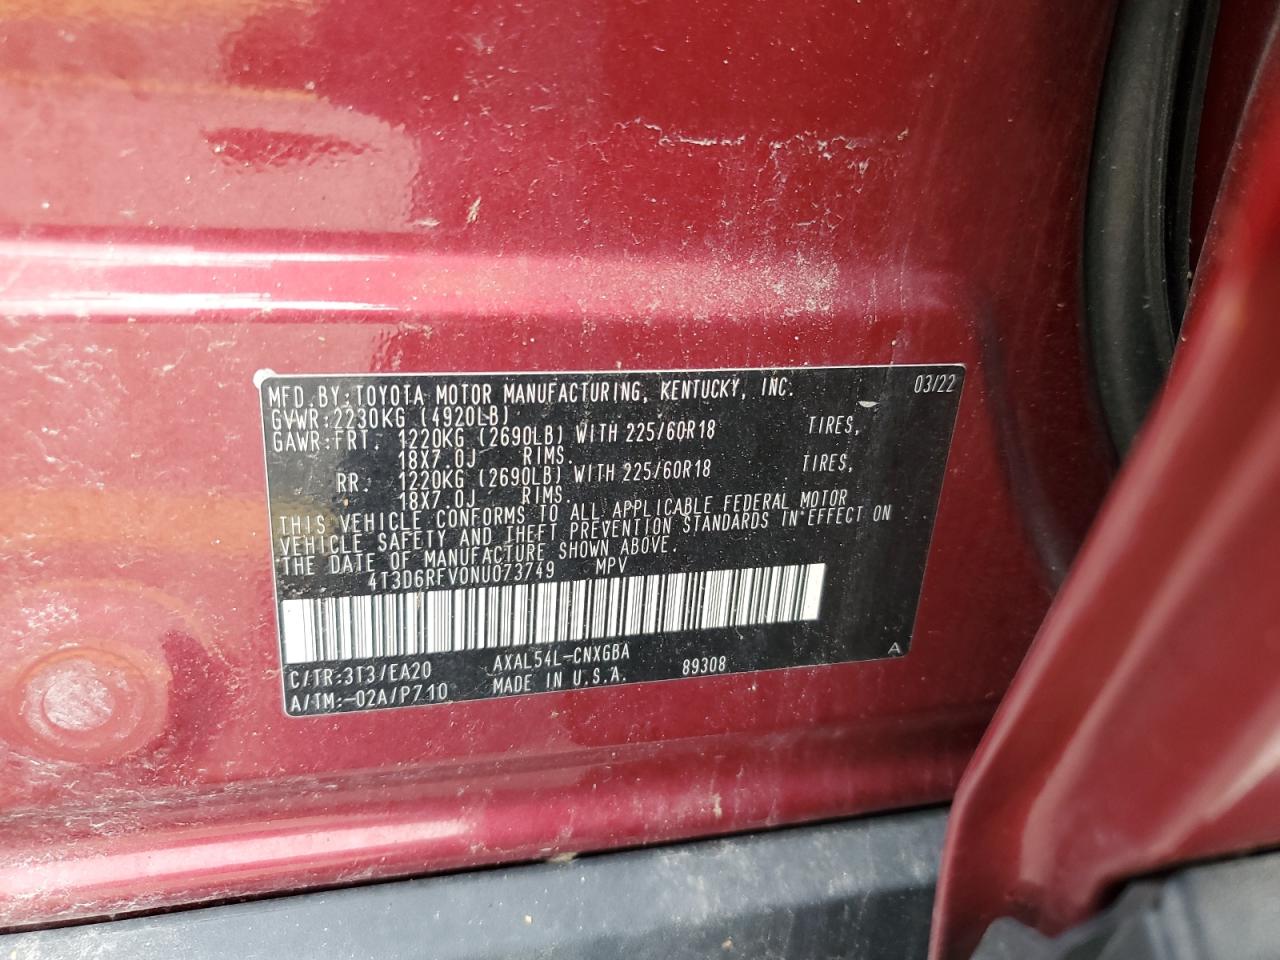 MFD. BY: TOYOTA MOTOR MANUFACTURING, KENTUCKY, INC. 03/22
GVWR: 2230KG (4920LB)
GAWR: FRT. 1220KG (2690LB) WITH 225/60R18 TIRES,
18X7.0J RIMS.
RR. 1220KG (2690LB) WITH 225/60R18 TIRES,
18X7.0J RIMS.
THIS VEHICLE CONFORMS TO ALL APPLICABLE FEDERAL MOTOR
VEHICLE SAFETY AND THEFT PREVENTION STANDARDS IN EFFECT ON
THE DATE OF MANUFACTURE SHOWN ABOVE.
4T3D6RFV0NU073749 MPV
C/TR:3T3/EA20 AXAL54L-CNXGBA 89308 A
A/TM:-02A/P710 MADE IN U.S.A.